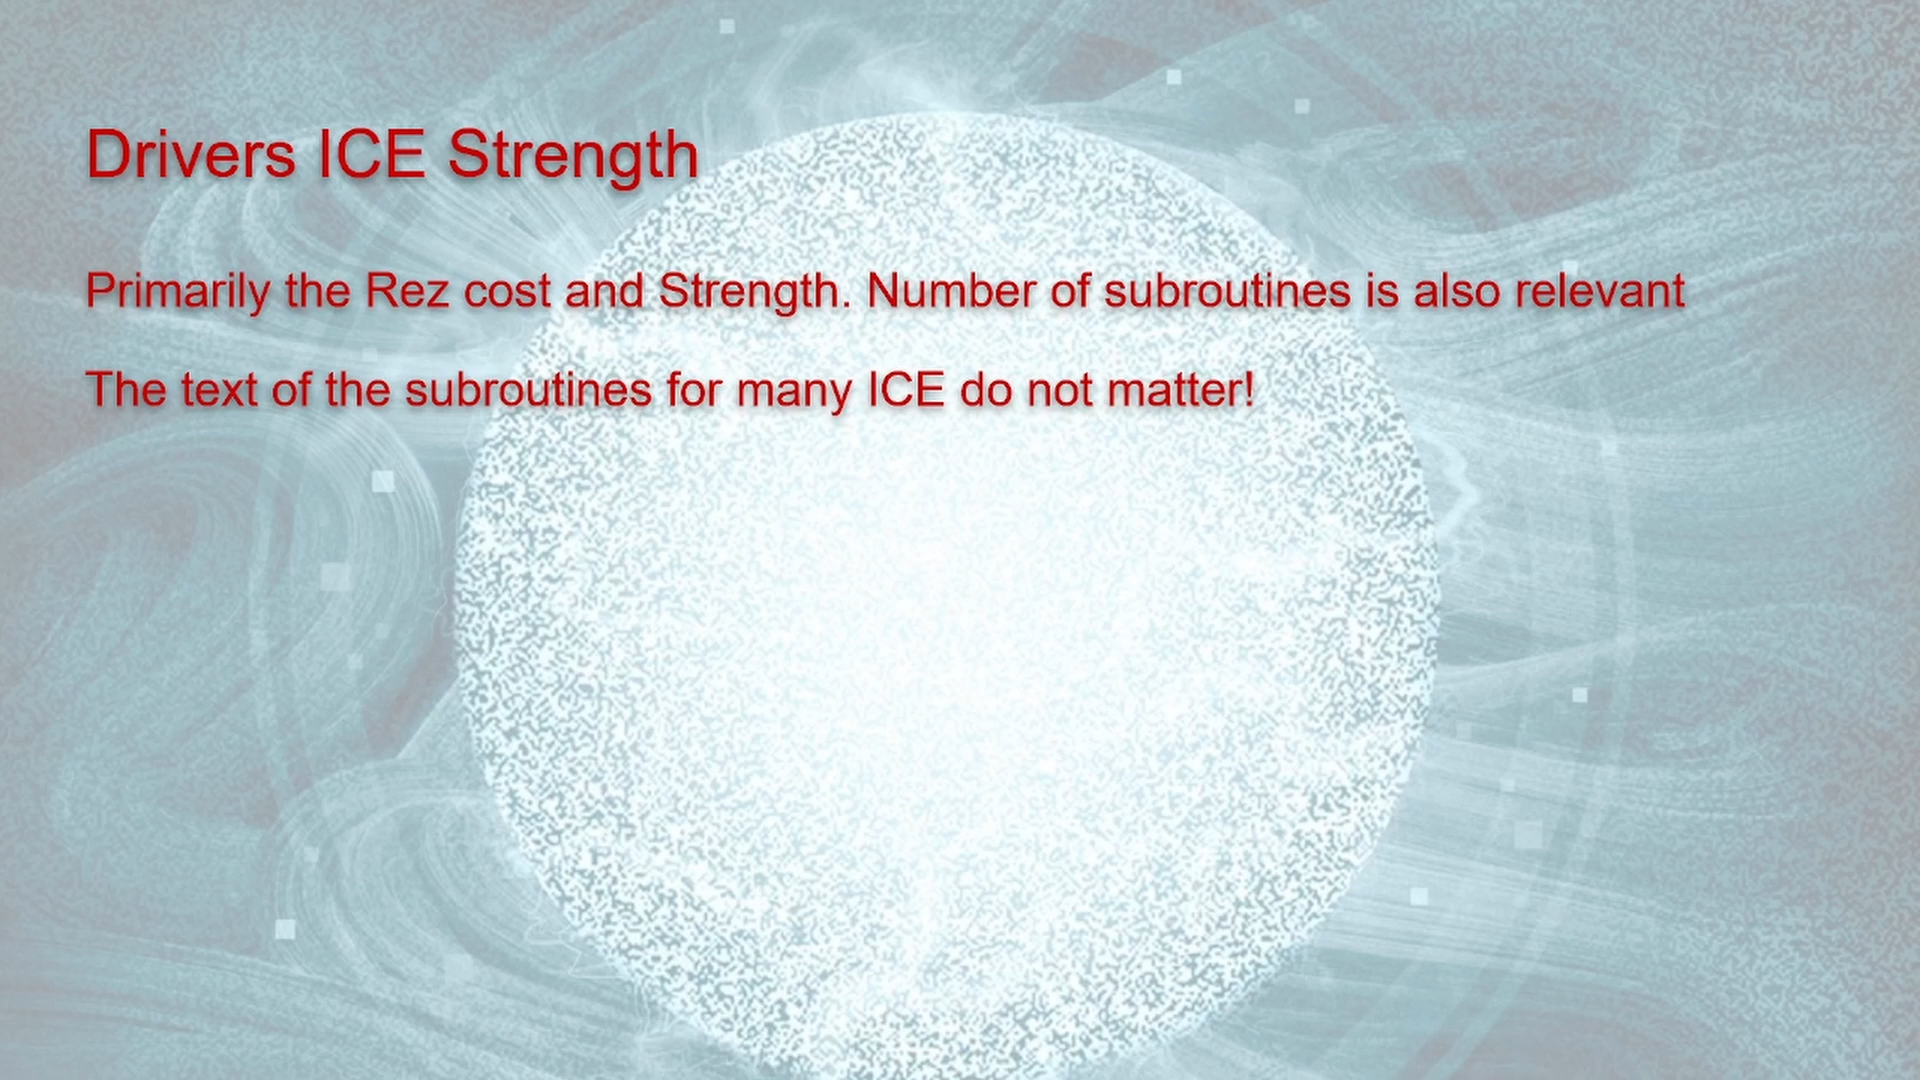 Drivers ICE Strength
Primarily the Rez cost and Strength. Number of subroutines is also relevant
The text of the subroutines for many ICE do not matter!